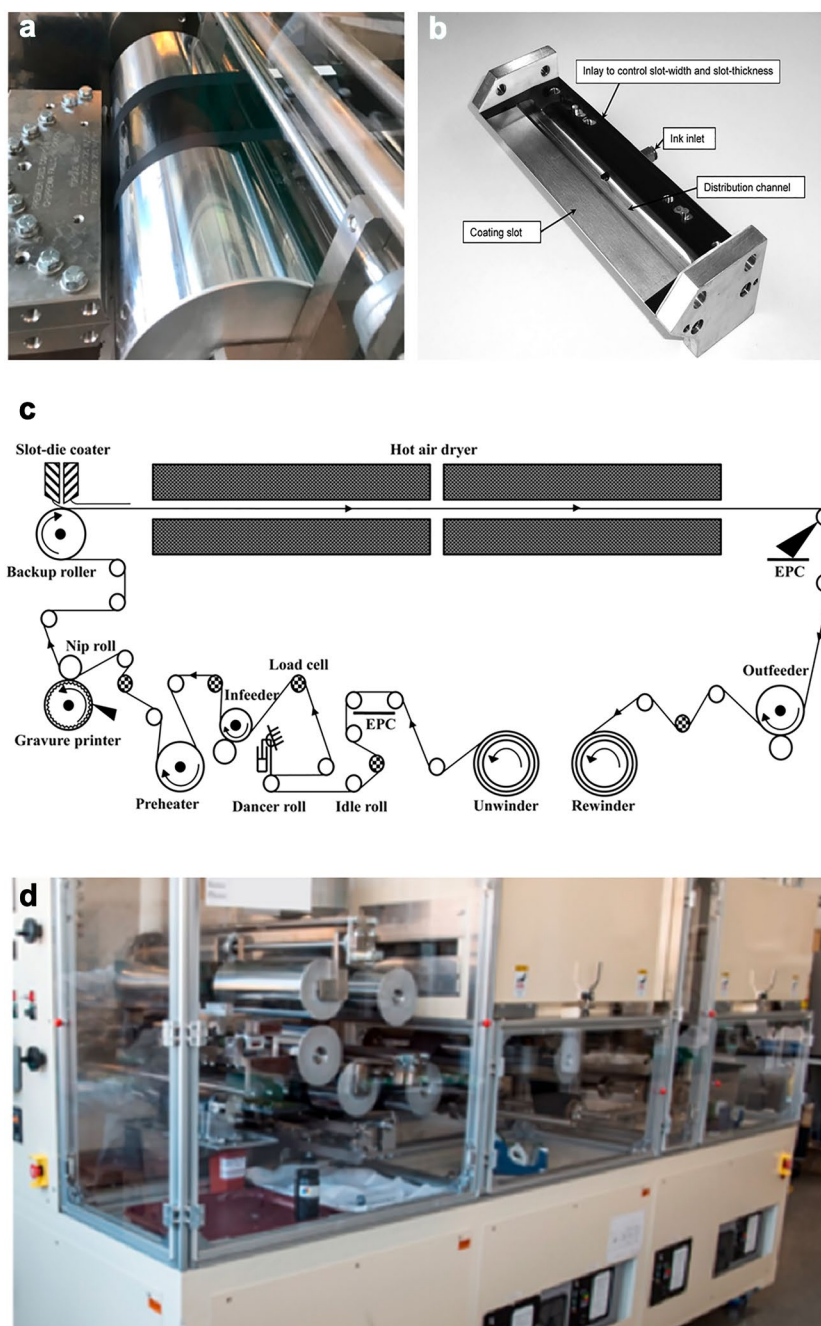 a
b
Inlay to control slot-width and slot-thickness
Ink inlet
Distribution channel
Coating slot
c
Slot-die coater
Hot air dryer
Backup roller
EPC
Nip roll
Load cell
Outfeeder
Infeeder
EPC
Gravure printer
Preheater
Dancer roll
Idle roll
Unwinder
Rewinder
d